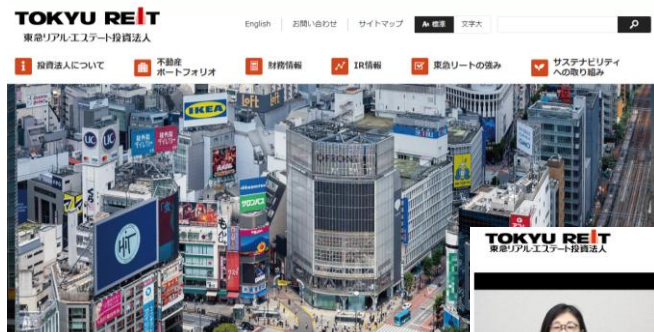 TOKYU REIT
東急リアル・エステート投資法人
English
お問い合わせ
サイトマップ
A 標準
文字大
投資法人について
不動産
ポートフォリオ
財務情報
IR情報
東急リートの強み
サステナビリティ
への取り組み
IKEA
Loft
UC
QFRONT
HIT
TOKYU REIT
東急リアル・エステート投資法人